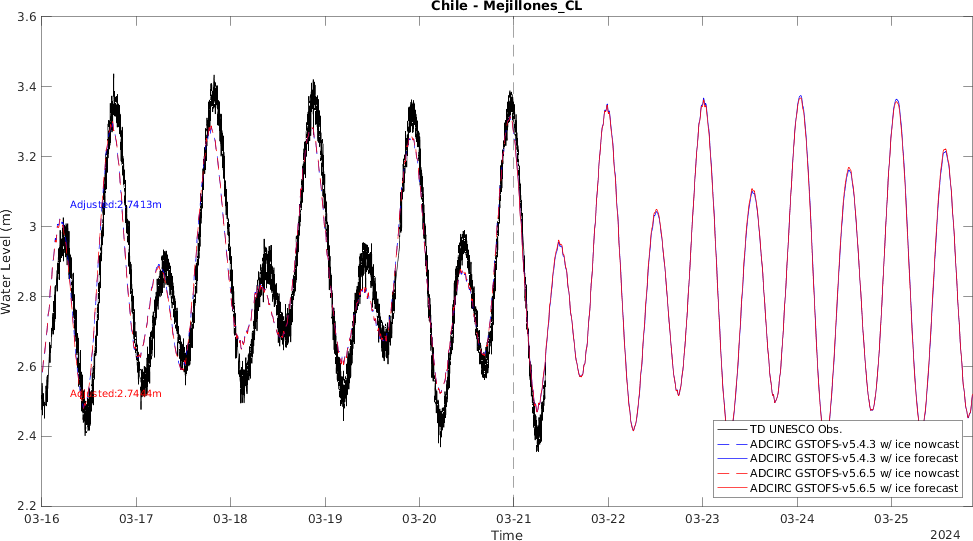 Chile - Mejillones_CL
3.6
3.4
3.2
3
2.8
2.6
2.4
2.2
Water Level (m)
Adjusted:2.7413m
03-16
03-17
03-18
03-19
03-20
03-21
03-22
03-23
03-24
03-25
Time
2024
TD UNESCO Obs.
ADCIRC GSTOFS-v5.4.3 w/ ice nowcast
ADCIRC GSTOFS-v5.4.3 w/ ice forecast
ADCIRC GSTOFS-v5.6.5 w/ ice nowcast
ADCIRC GSTOFS-v5.6.5 w/ ice forecast